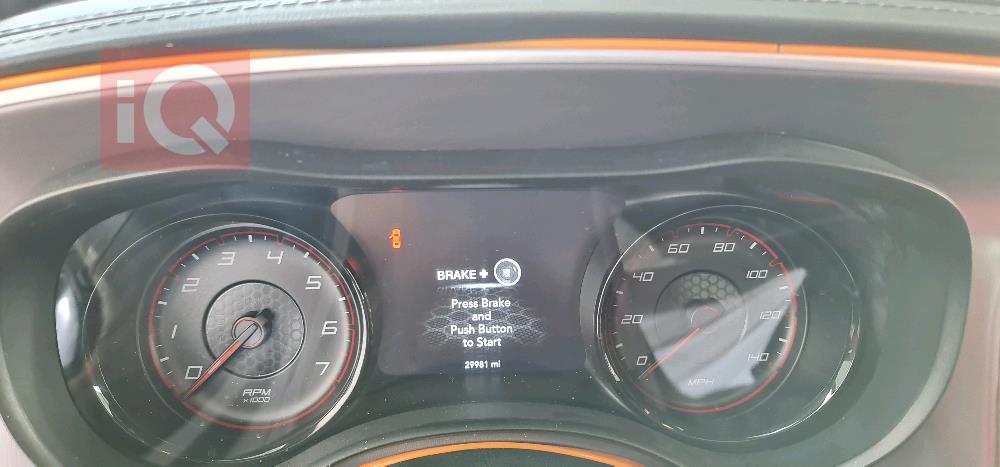 iQ
BRAKE +
Press Brake
and
Push Button
to Start
29981 mi
0
1
2
3
4
5
6
7
RPM
x1000
0
20
40
60
80
100
120
140
MPH